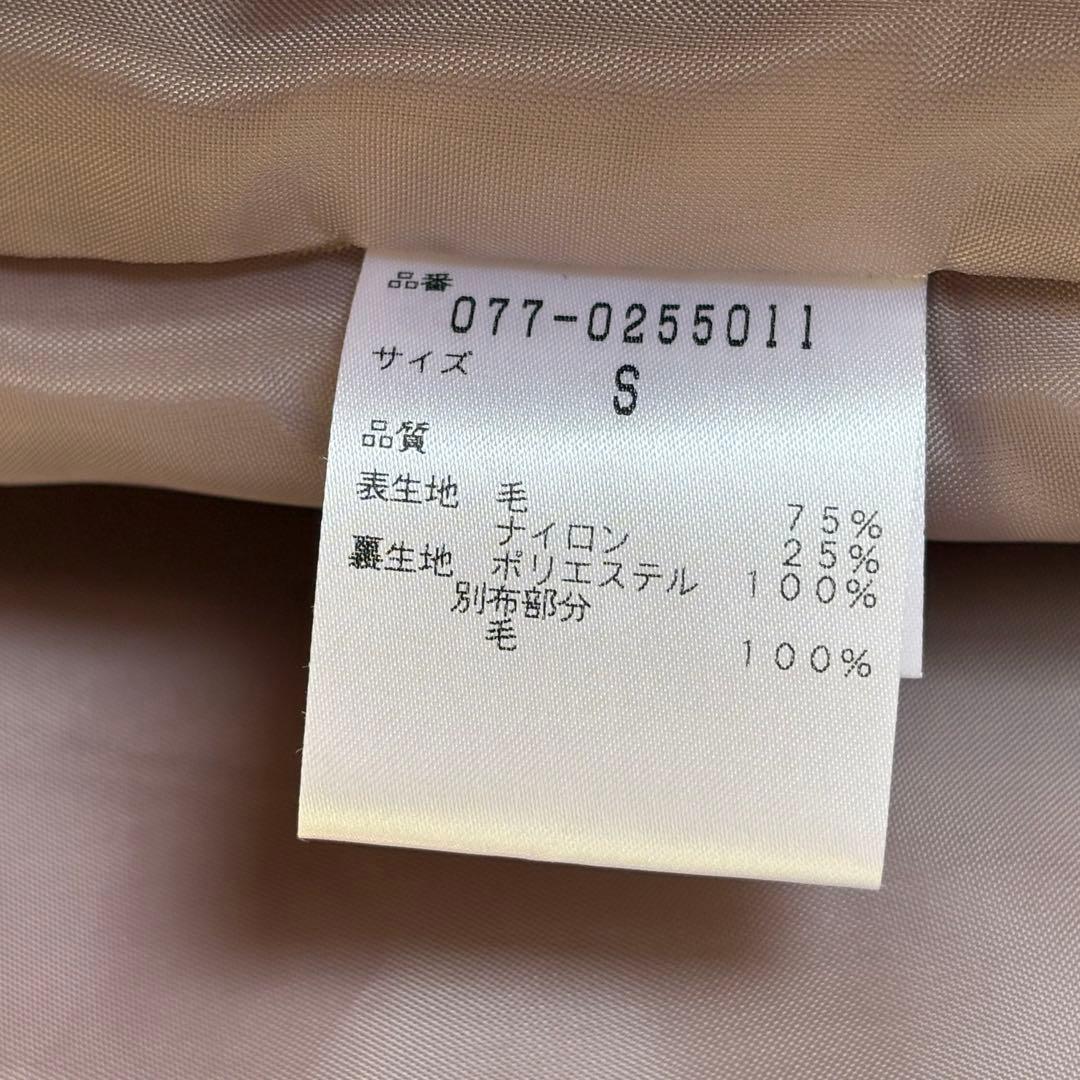 品番
077-0255011
サイズ
S
品質
表生地 毛 75%
ナイロン 25%
裏生地 ポリエステル 100%
別布部分
毛 100%